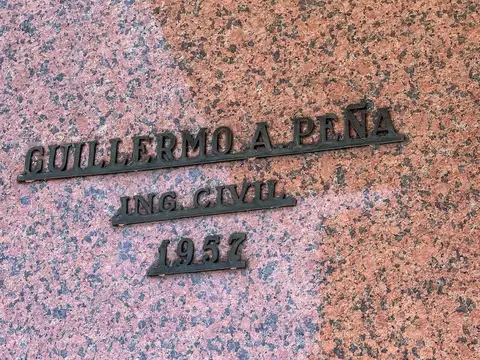 GUILLERMO A. PEÑA
ING. CIVIL
1957